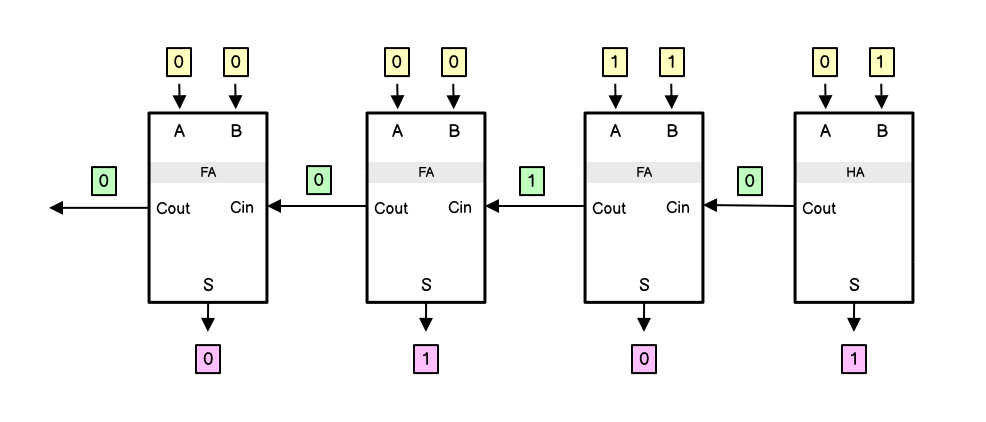 0 0 0 0 1 1 0 1
A B A B A B A B
FA FA FA HA
0 0 1 0
Cout Cin Cout Cin Cout Cin Cout
S S S S
0 1 0 1